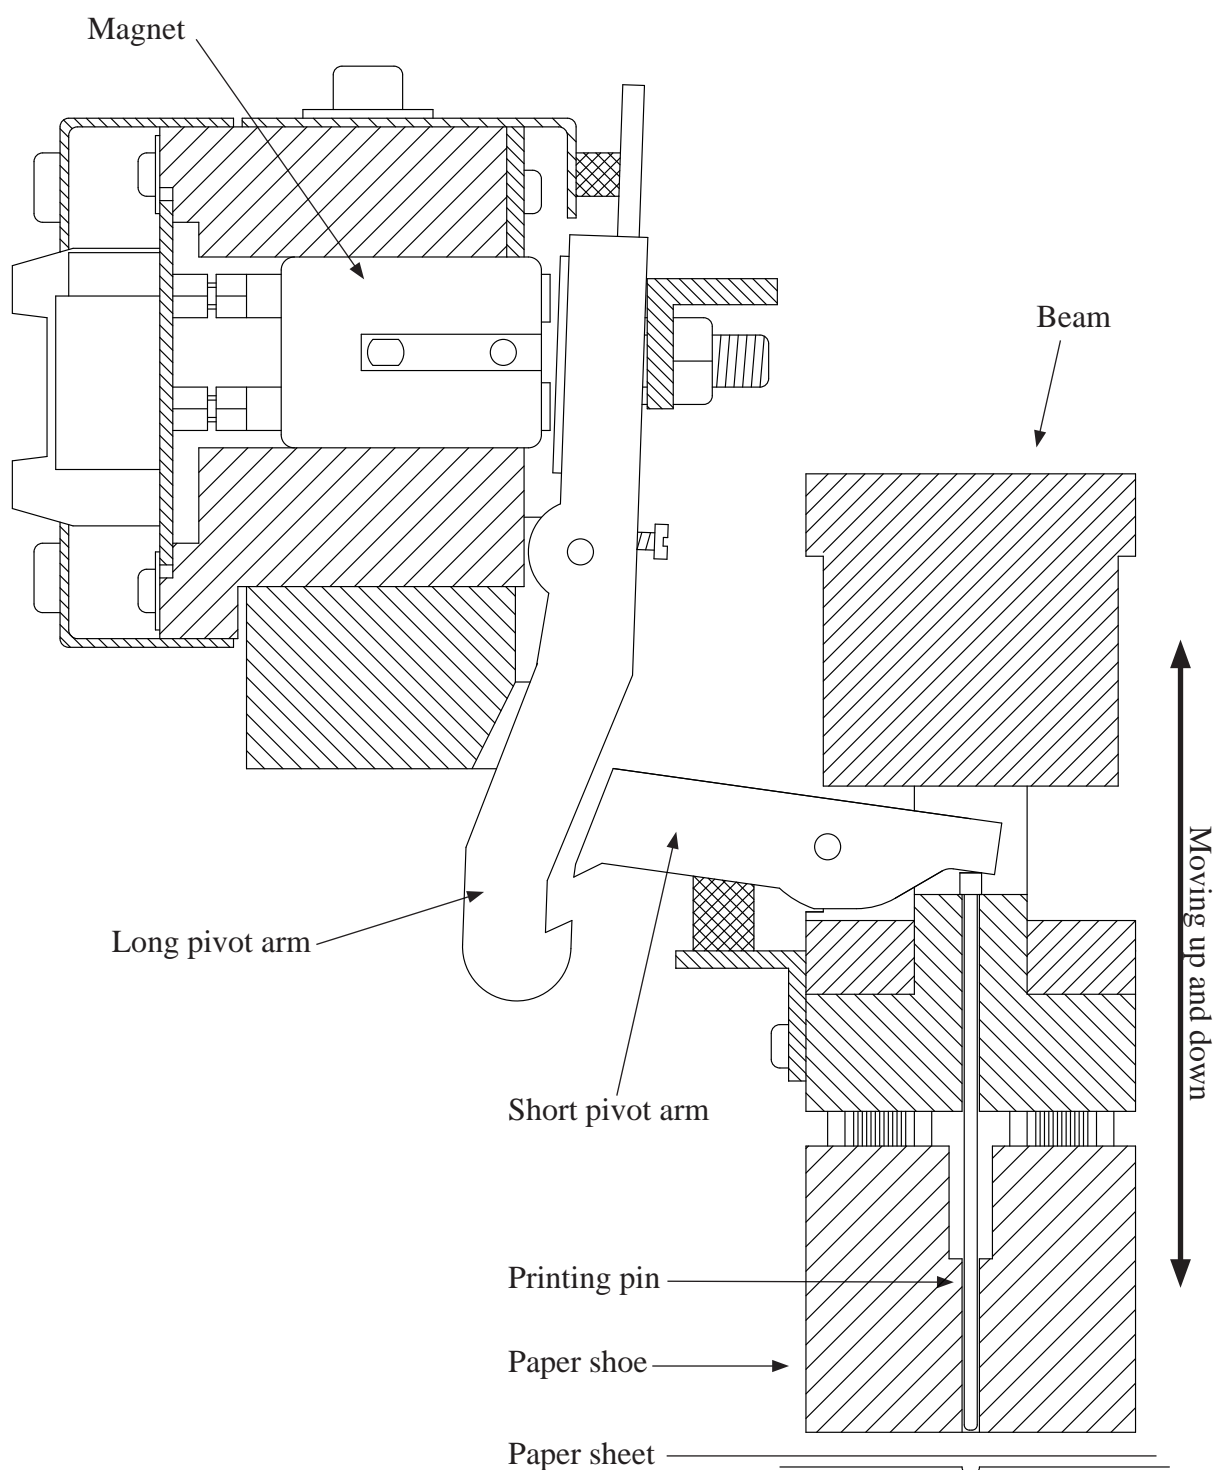 Magnet
Beam
Moving up and down
Long pivot arm
Short pivot arm
Printing pin
Paper shoe
Paper sheet